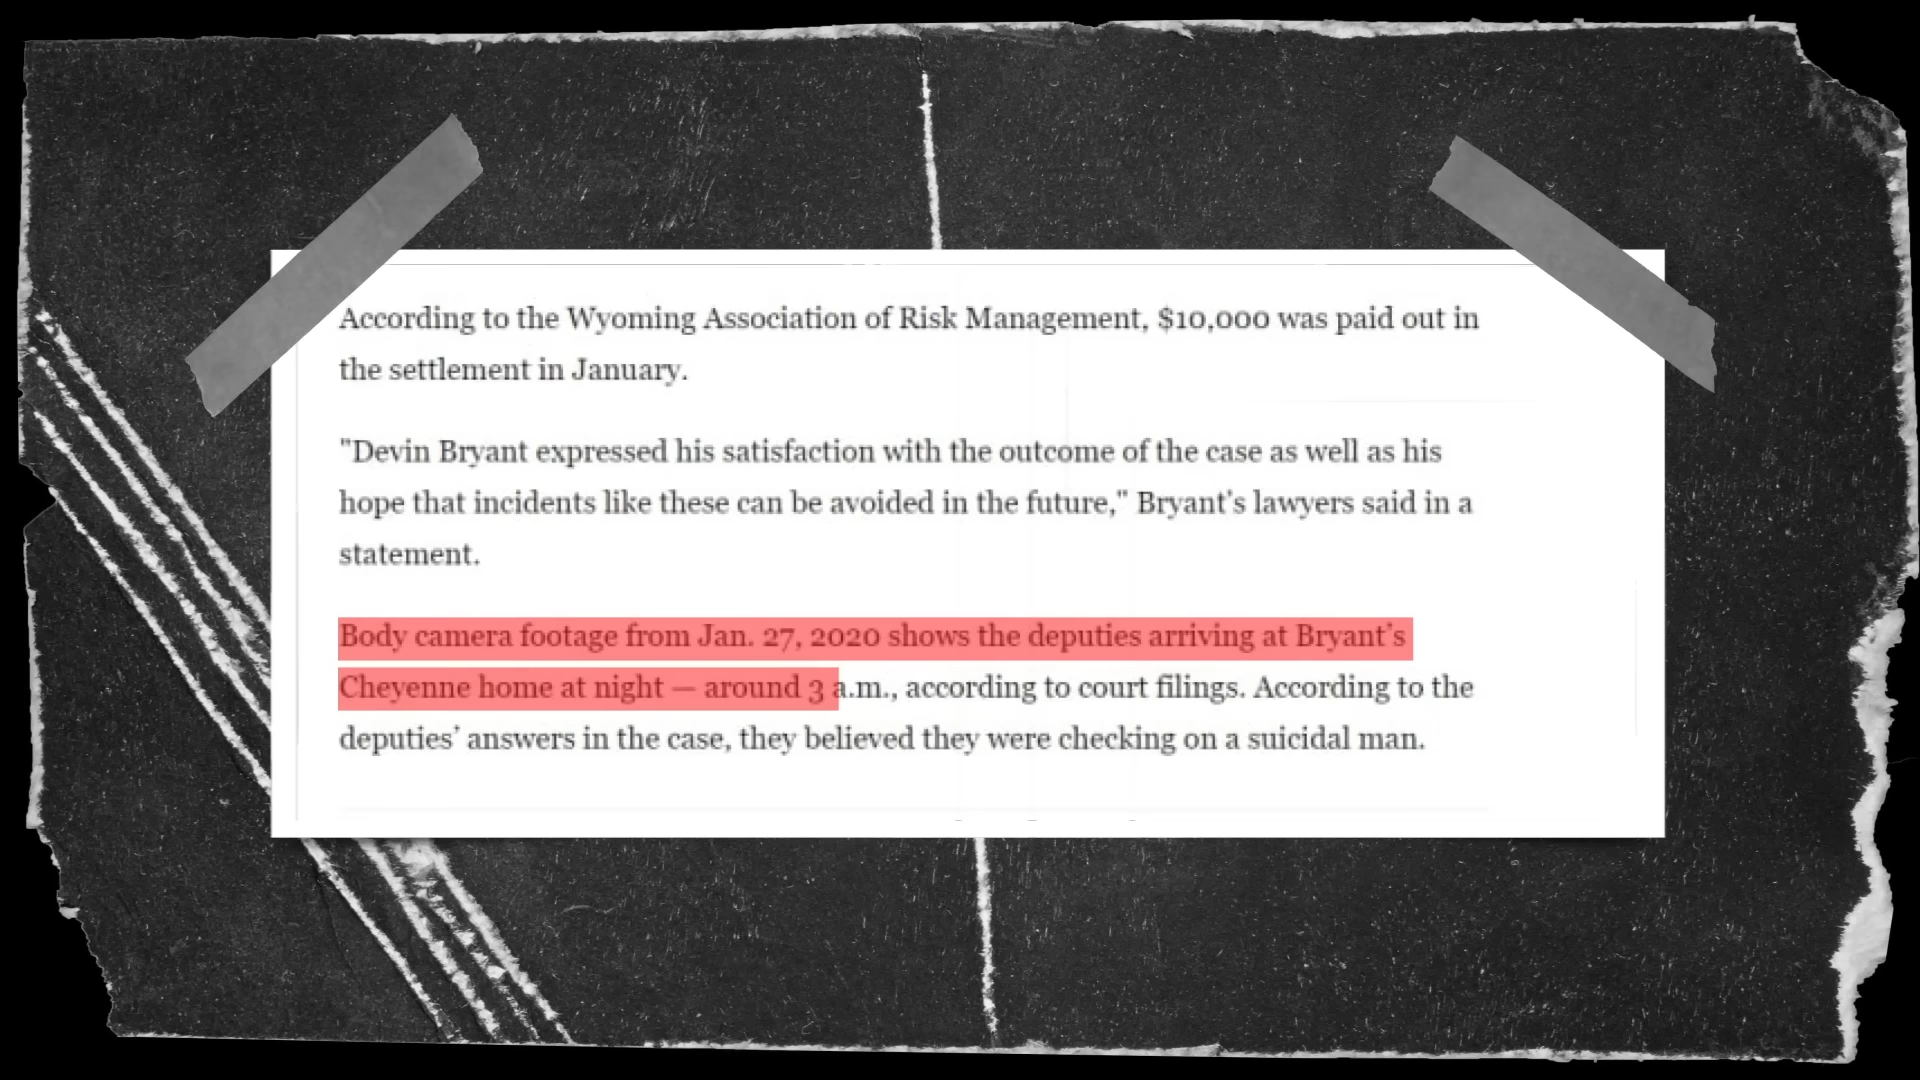 According to the Wyoming Association of Risk Management, $10,000 was paid out in
the settlement in January.
"Devin Bryant expressed his satisfaction with the outcome of the case as well as his
hope that incidents like these can be avoided in the future," Bryant's lawyers said in a
statement.
Body camera footage from Jan. 27, 2020 shows the deputies arriving at Bryant's
Cheyenne home at night — around 3 a.m., according to court filings. According to the
deputies' answers in the case, they believed they were checking on a suicidal man.